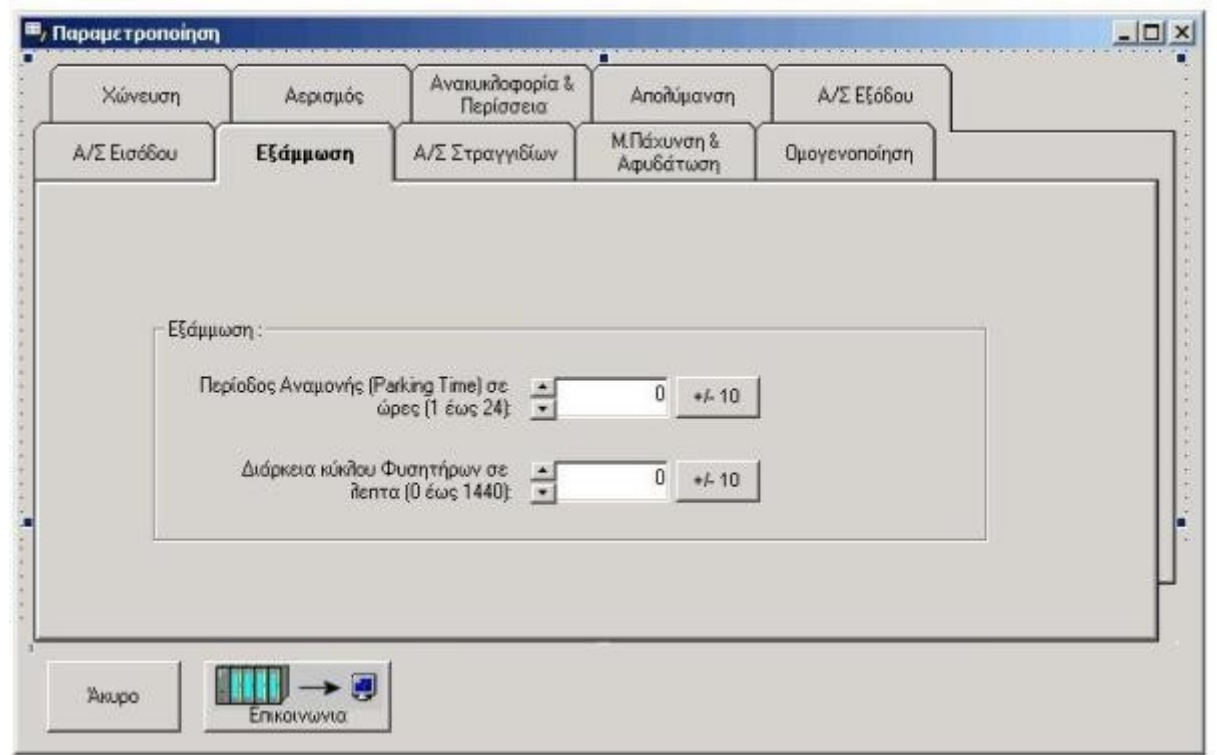 Παραμετροποίηση
Χώνευση
Αερισμός
Ανακυκλοφορία &
Περίσσεια
Απολύμανση
Α/Σ Εξόδου
Α/Σ Εισόδου
Εξάμμωση
Α/Σ Στραγγιδίων
Μ.Πάχυνση &
Αφυδάτωση
Ομογενοποίηση
Εξάμμωση :
Περίοδος Αναμονής (Parking Time) σε
ώρες (1 έως 24):
0
+/- 10
Διάρκεια κύκλου Φυσητήρων σε
λεπτα (0 έως 1440):
0
+/- 10
Άκυρο
Επικοινωνια